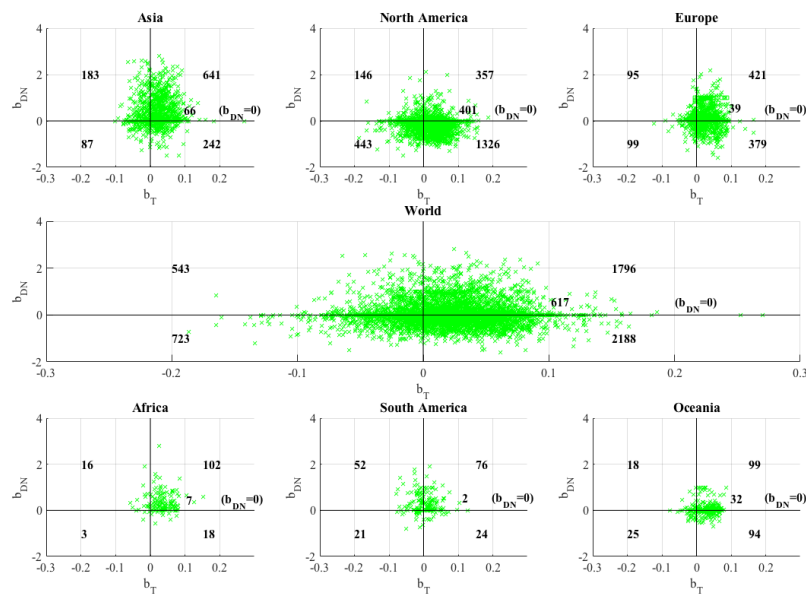 Asia
North America
Europe
4
2
0
-2
b_DN
183
641
66
(b_DN=0)
87
242
-0.3 -0.2 -0.1 0 0.1 0.2
b_T
4
2
0
-2
b_DN
146
357
401
(b_DN=0)
443
1326
-0.3 -0.2 -0.1 0 0.1 0.2
b_T
4
2
0
-2
b_DN
95
421
39
(b_DN=0)
99
379
-0.3 -0.2 -0.1 0 0.1 0.2
b_T
World
4
2
0
-2
b_DN
543
1796
617
(b_DN=0)
723
2188
-0.3 -0.2 -0.1 0 0.1 0.2 0.3
b_T
Africa
South America
Oceania
4
2
0
-2
b_DN
16
102
7
(b_DN=0)
3
18
-0.3 -0.2 -0.1 0 0.1 0.2
b_T
4
2
0
-2
b_DN
52
76
2
(b_DN=0)
21
24
-0.3 -0.2 -0.1 0 0.1 0.2
b_T
4
2
0
-2
b_DN
18
99
32
(b_DN=0)
25
94
-0.3 -0.2 -0.1 0 0.1 0.2
b_T